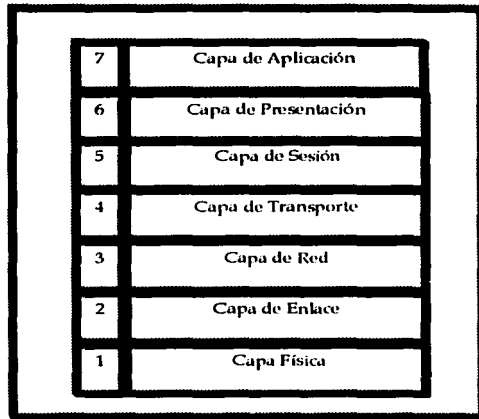 7 Capa de Aplicación
6 Capa de Presentación
5 Capa de Sesión
4 Capa de Transporte
3 Capa de Red
2 Capa de Enlace
1 Capa Física